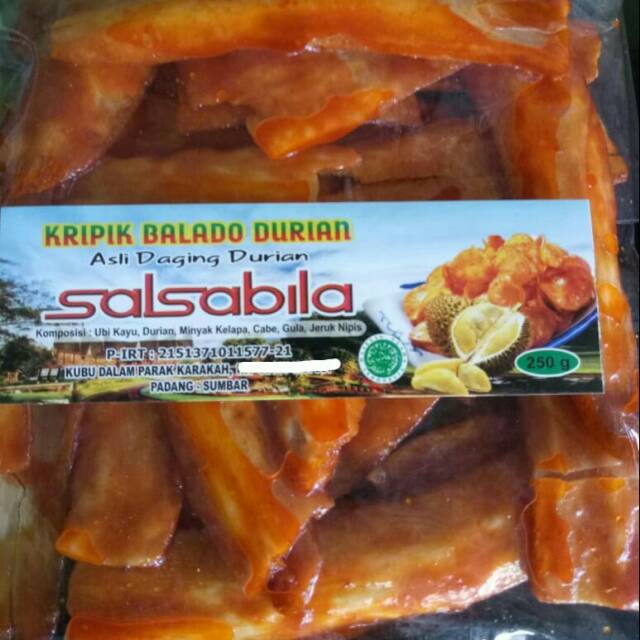 KRIPIK BALADO DURIAN
Asli Daging Durian
salsabila
Komposisi : Ubi Kayu, Durian, Minyak Kelapa, Cabe, Gula, Jeruk Nipis
P-IRT : 2151371011577-21
KUBU DALAM PARAK KARAKAH,
PADANG - SUMBAR
250 g